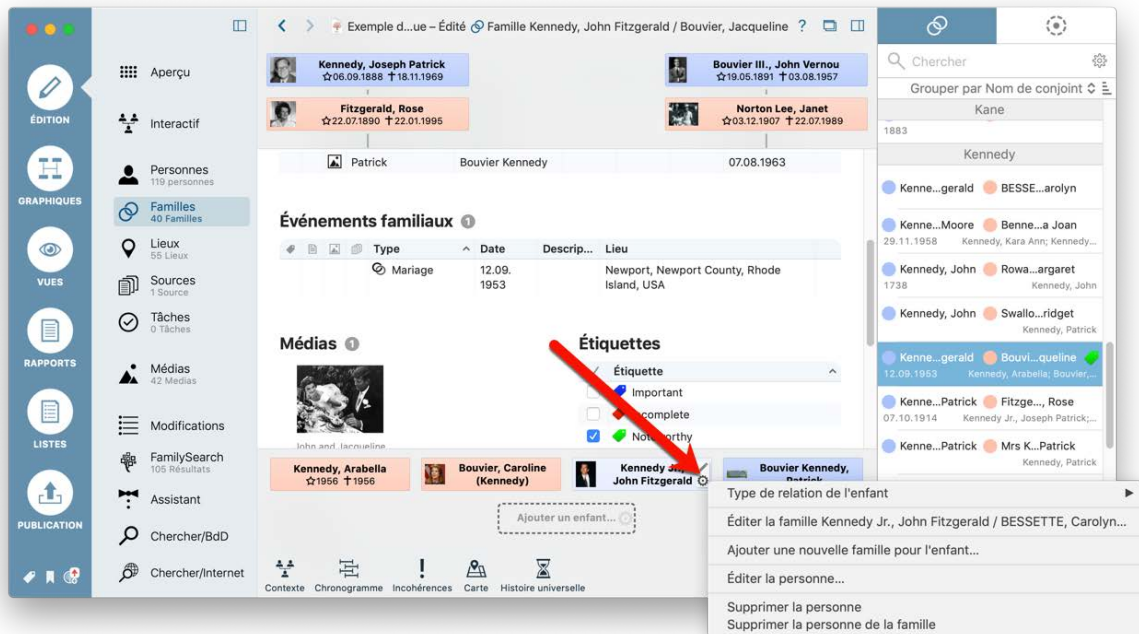 Exemple d...ue – Édité Famille Kennedy, John Fitzgerald / Bouvier, Jacqueline ?
ÉDITION
GRAPHIQUES
VUES
RAPPORTS
LISTES
PUBLICATION
Aperçu
Interactif
Personnes
119 personnes
Familles
40 Familles
Lieux
55 Lieux
Sources
1 Source
Tâches
0 Tâches
Médias
42 Medias
Modifications
FamilySearch
105 Résultats
Assistant
Chercher/BdD
Chercher/Internet
Kennedy, Joseph Patrick
☆06.09.1888 ✝18.11.1969
Bouvier III., John Vernou
☆19.05.1891 ✝03.08.1957
Fitzgerald, Rose
☆22.07.1890 ✝22.01.1995
Norton Lee, Janet
☆03.12.1907 ✝22.07.1989
Patrick Bouvier Kennedy 07.08.1963
Événements familiaux 1
Type Date Descrip... Lieu
Mariage 12.09. Newport, Newport County, Rhode
1953 Island, USA
Médias 1
John and Jacqueline
Étiquettes
Étiquette
Important
complete
Noteworthy
Kennedy, Arabella
☆1956 ✝1956
Bouvier, Caroline
(Kennedy)
Kennedy Jr.,
John Fitzgerald
Bouvier Kennedy,
Patrick
Ajouter un enfant...
Contexte Chronogramme Incohérences Carte Histoire universelle
Chercher
Grouper par Nom de conjoint
Kane
1883
Kennedy
Kenne...gerald BESSE...arolyn
Kenne...Moore Benne...a Joan
29.11.1958 Kennedy, Kara Ann; Kennedy...
Kennedy, John Rowa...argaret
1738 Kennedy, John
Kennedy, John Swallo...ridget
Kennedy, Patrick
Kenne...gerald Bouvi...queline
12.09.1953 Kennedy, Arabella; Bouvier,...
Kenne...Patrick Fitzge..., Rose
07.10.1914 Kennedy Jr., Joseph Patrick;...
Kenne...Patrick Mrs K...Patrick
Kennedy, Patrick
Type de relation de l'enfant
Éditer la famille Kennedy Jr., John Fitzgerald / BESSETTE, Carolyn...
Ajouter une nouvelle famille pour l'enfant...
Éditer la personne...
Supprimer la personne
Supprimer la personne de la famille